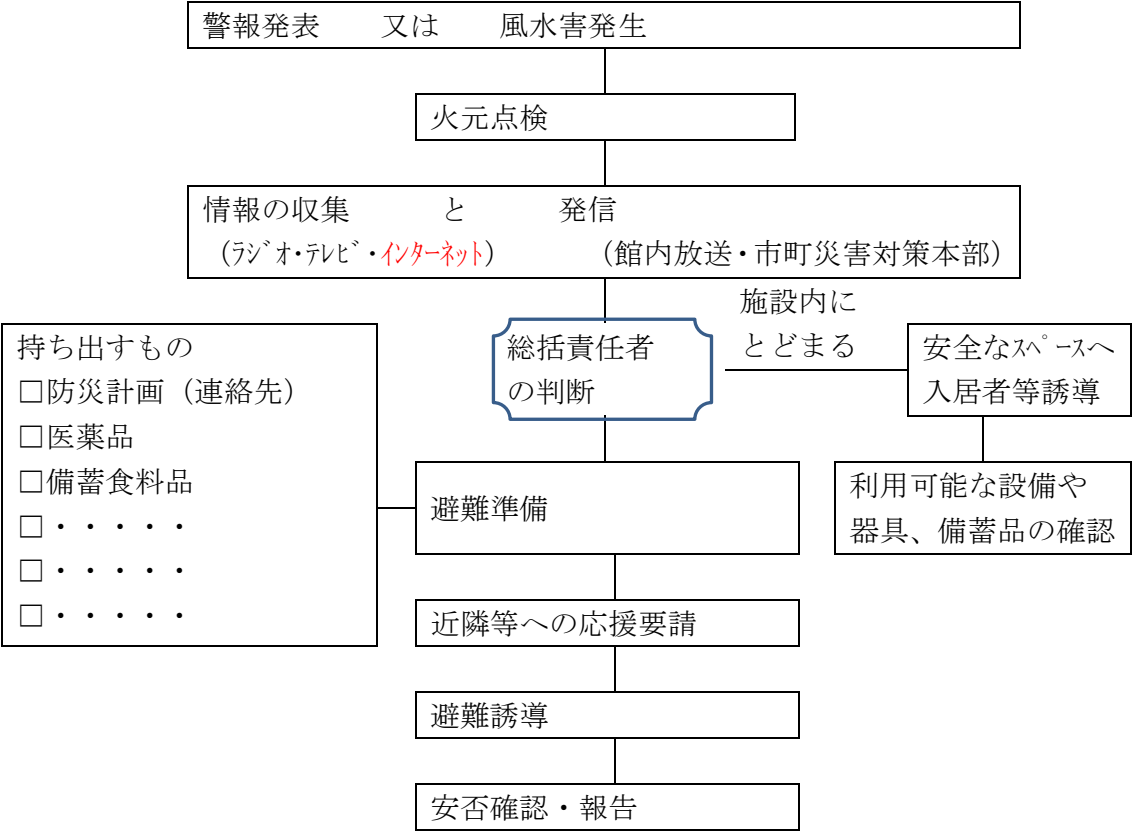 警報発表　　又は　　風水害発生
火元点検
情報の収集　　　と　　　発信
（ﾗｼﾞｵ･ﾃﾚﾋﾞ･ｲﾝﾀｰﾈｯﾄ）　　　（館内放送･市町災害対策本部）
施設内に
とどまる
総括責任者
の判断
安全なｽﾍﾟｰｽへ
入居者等誘導
利用可能な設備や
器具、備蓄品の確認
持ち出すもの
□防災計画（連絡先）
□医薬品
□備蓄食料品
□・・・・・
□・・・・・
□・・・・・
避難準備
近隣等への応援要請
避難誘導
安否確認・報告